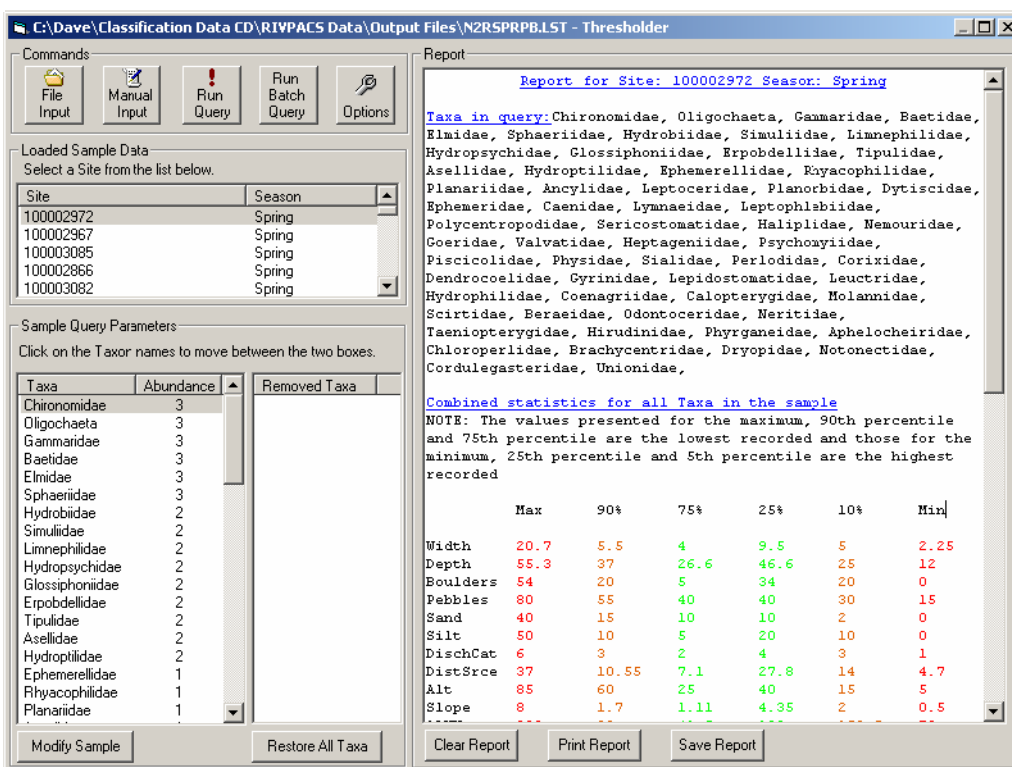 C:\Dave\Classification Data CD\RIVPACS Data\Output Files\N2RSPRPB.LST - Thresholder
Commands
File Input
Manual Input
Run Query
Run Batch Query
Options
Loaded Sample Data
Select a Site from the list below.
Site Season
100002972 Spring
100002967 Spring
100003085 Spring
100002866 Spring
100003082 Spring
Sample Query Parameters
Click on the Taxor names to move between the two boxes.
Taxa Abundance Removed Taxa
Chironomidae 3
Oligochaeta 3
Gammaridae 3
Baetidae 3
Elmidae 3
Sphaeriidae 3
Hydrobiidae 2
Simuliidae 2
Limnephilidae 2
Hydropsychidae 2
Glossiphoniidae 2
Erpobdellidae 2
Tipulidae 2
Asellidae 2
Hydroptilidae 2
Ephemerellidae 1
Rhyacophilidae 1
Planariidae 1
Modify Sample
Restore All Taxa
Report
Report for Site: 100002972 Season: Spring
Taxa in query:Chironomidae, Oligochaeta, Gammaridae, Baetidae,
Elmidae, Sphaeriidae, Hydrobiidae, Simuliidae, Limnephilidae,
Hydropsychidae, Glossiphoniidae, Erpobdellidae, Tipulidae,
Asellidae, Hydroptilidae, Ephemerellidae, Rhyacophilidae,
Planariidae, Ancylidae, Leptoceridae, Planorbidae, Dytiscidae,
Ephemeridae, Caenidae, Lymnaeidae, Leptophlebiidae,
Polycentropodidae, Sericostomatidae, Haliplidae, Nemouridae,
Goeridae, Valvatidae, Heptageniidae, Psychomyiidae,
Piscicolidae, Physidae, Sialidae, Perlodidae, Corixidae,
Dendrocoelidae, Gyrinidae, Lepidostomatidae, Leuctridae,
Hydrophilidae, Coenagriidae, Calopterygidae, Molannidae,
Scirtidae, Beraeidae, Odontoceridae, Neritidae,
Taeniopterygidae, Hirudinidae, Phyrganeidae, Aphelocheiridae,
Chloroperlidae, Brachycentridae, Dryopidae, Notonectidae,
Cordulegasteridae, Unionidae,
Combined statistics for all Taxa in the sample
NOTE: The values presented for the maximum, 90th percentile
and 75th percentile are the lowest recorded and those for the
minimum, 25th percentile and 5th percentile are the highest
recorded
Max 90% 75% 25% 10% Min
Width 20.7 5.5 4 9.5 5 2.25
Depth 55.3 37 26.6 46.6 25 12
Boulders 54 20 5 34 20 0
Pebbles 80 55 40 40 30 15
Sand 40 15 10 10 2 0
Silt 50 10 5 20 10 0
DischCat 6 3 2 4 3 1
DistSrce 37 10.55 7.1 27.8 14 4.7
Alt 85 60 25 40 15 5
Slope 8 1.7 1.11 4.35 2 0.5
Clear Report
Print Report
Save Report